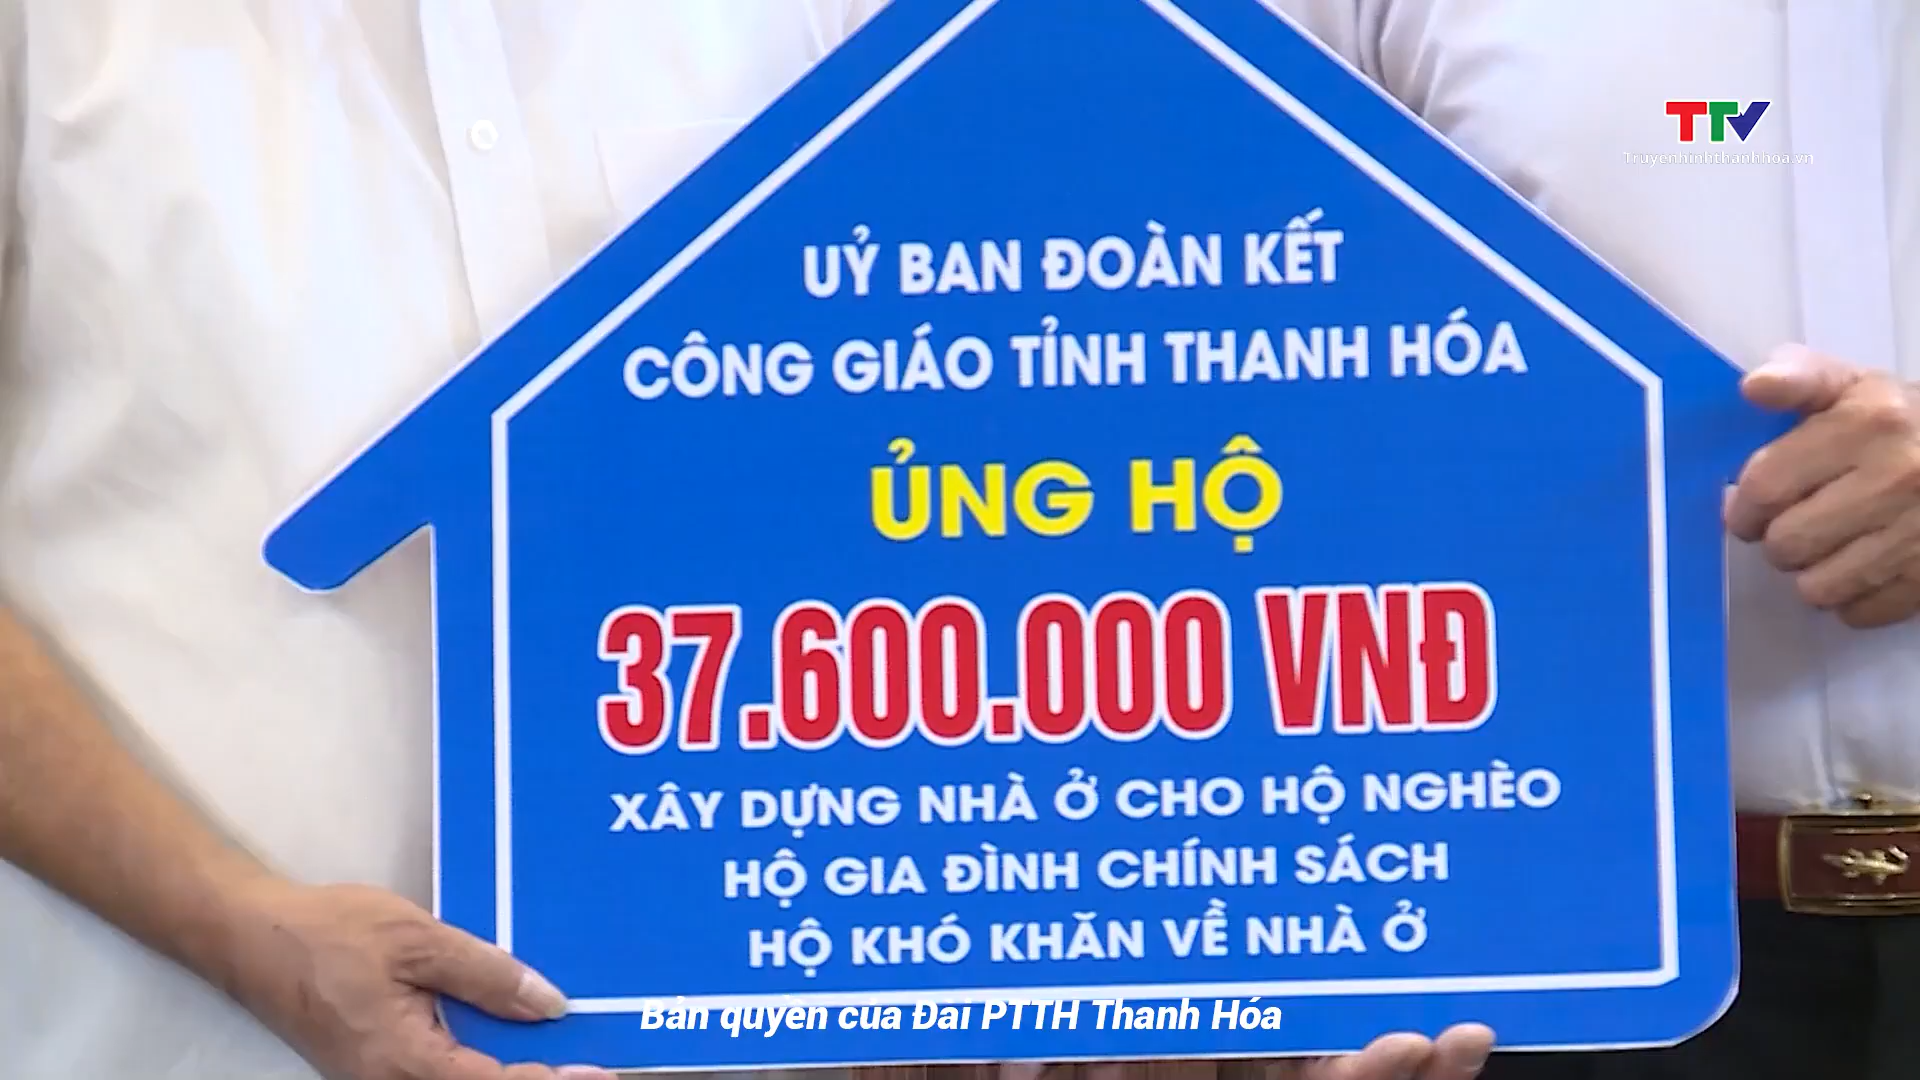 TTV
Truyenhinhthanhhoa.vn
UỶ BAN ĐOÀN KẾT
CÔNG GIÁO TỈNH THANH HÓA
ỦNG HỘ
37.600.000 VNĐ
XÂY DỰNG NHÀ Ở CHO HỘ NGHÈO
HỘ GIA ĐÌNH CHÍNH SÁCH
HỘ KHÓ KHĂN VỀ NHÀ Ở
Bản quyền của Đài PTTH Thanh Hóa